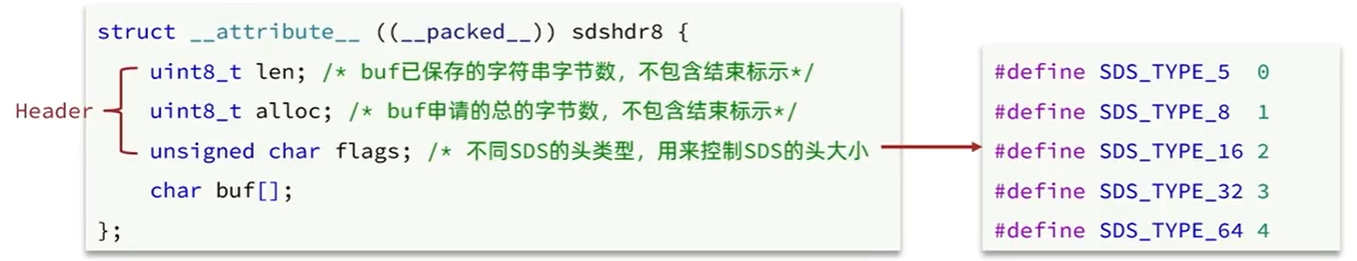 struct __attribute__ ((__packed__)) sdshdr8 {
Header
uint8_t len; /* buf已保存的字符串字节数，不包含结束标示*/
uint8_t alloc; /* buf申请的总的字节数，不包含结束标示*/
unsigned char flags; /* 不同SDS的头类型，用来控制SDS的头大小
char buf[];
};
#define SDS_TYPE_5 0
#define SDS_TYPE_8 1
#define SDS_TYPE_16 2
#define SDS_TYPE_32 3
#define SDS_TYPE_64 4